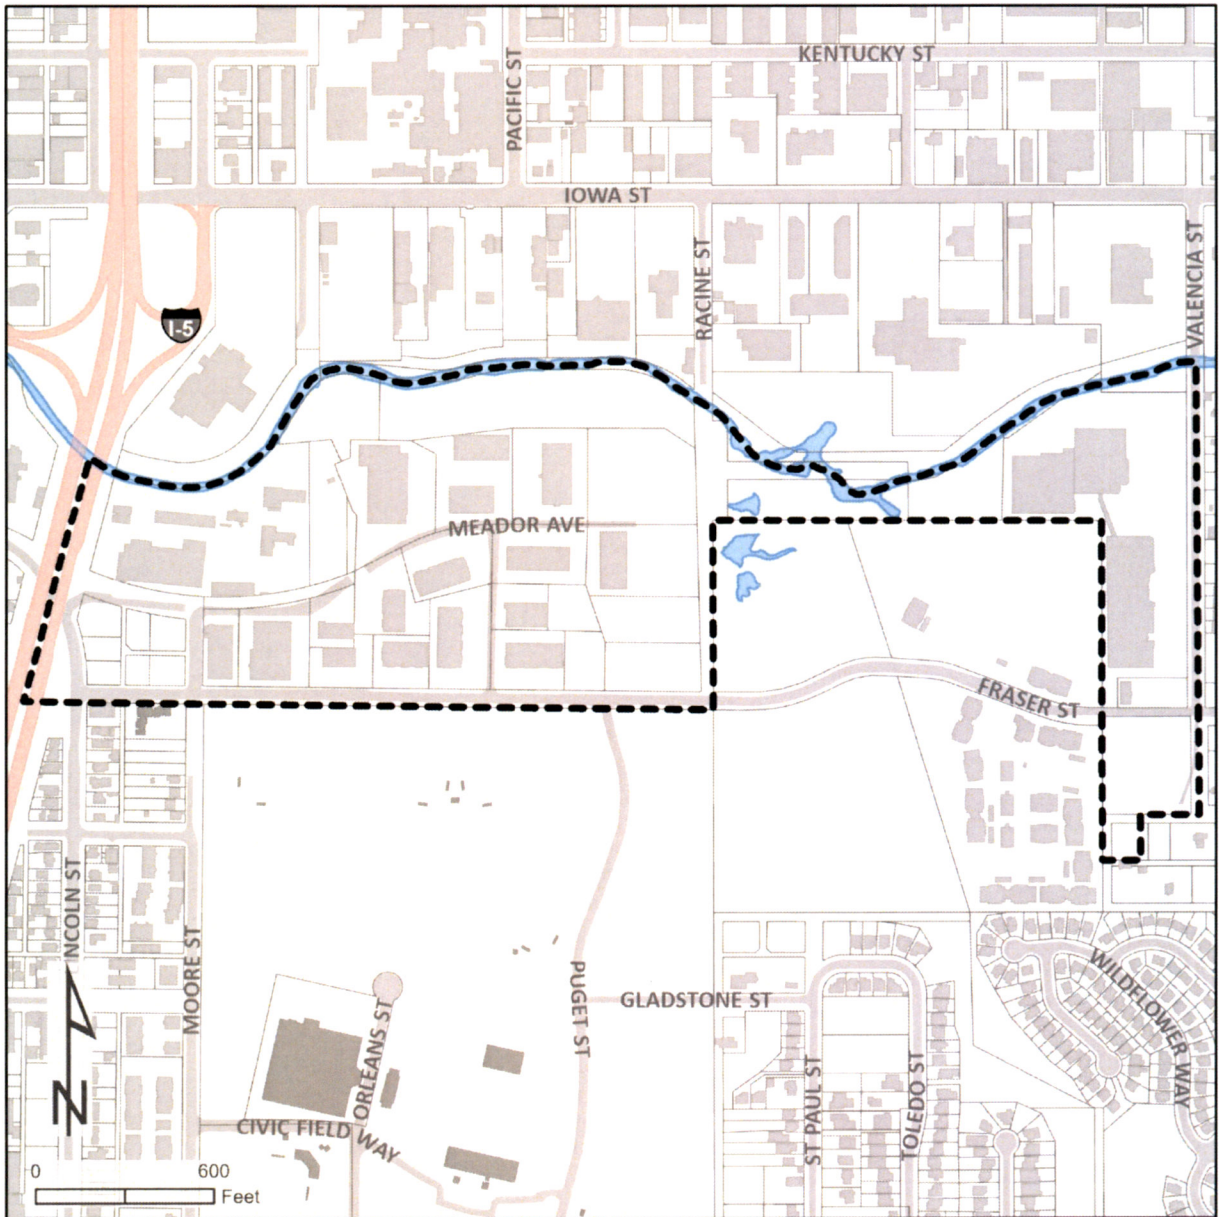 KENTUCKY ST
PACIFIC ST
IOWA ST
RACINE ST
VALENCIA ST
I-5
MEADOR AVE
FRASER ST
NCOLN ST
MOORE ST
ORLEANS ST
PUGET ST
GLADSTONE ST
WILDFLOWER WAY
ST PAUL ST
TOLEDO ST
CIVIC FIELD WAY
N
0 600
Feet